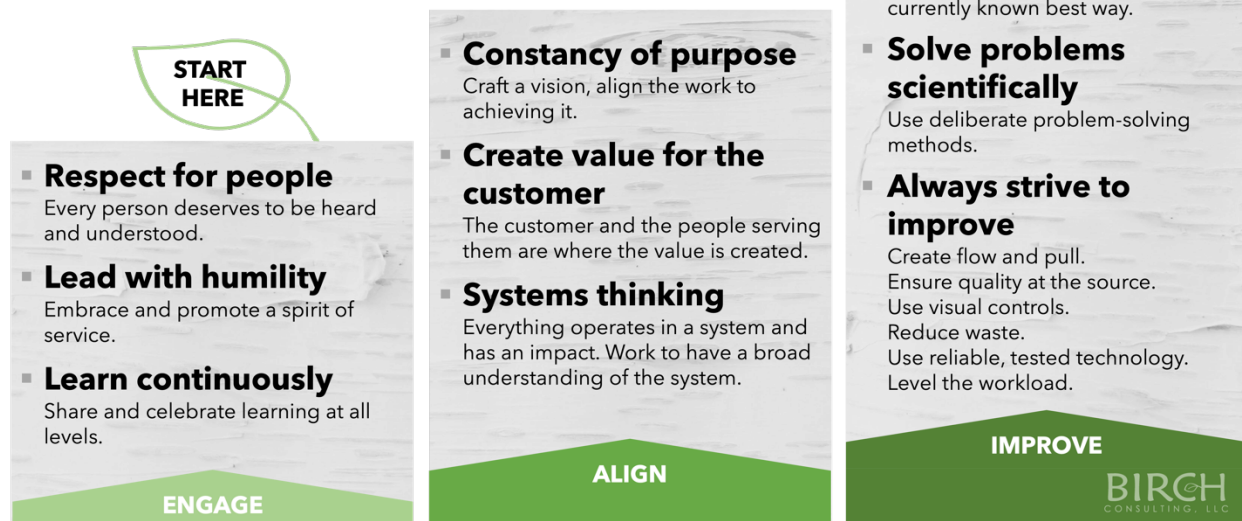 START
HERE
Respect for people
Every person deserves to be heard
and understood.
Lead with humility
Embrace and promote a spirit of
service.
Learn continuously
Share and celebrate learning at all
levels.
ENGAGE
Constancy of purpose
Craft a vision, align the work to
achieving it.
Create value for the
customer
The customer and the people serving
them are where the value is created.
Systems thinking
Everything operates in a system and
has an impact. Work to have a broad
understanding of the system.
ALIGN
currently known best way.
Solve problems
scientifically
Use deliberate problem-solving
methods.
Always strive to
improve
Create flow and pull.
Ensure quality at the source.
Use visual controls.
Reduce waste.
Use reliable, tested technology.
Level the workload.
IMPROVE
BIRCH
CONSULTING, LLC